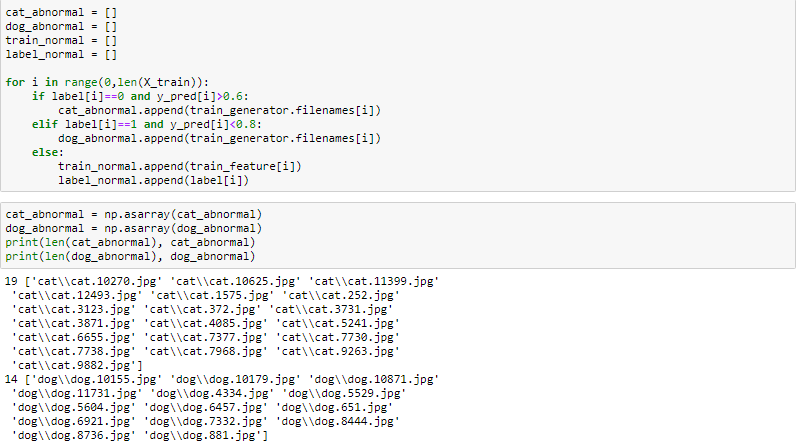 cat_abnormal = []
dog_abnormal = []
train_normal = []
label_normal = []
for i in range(0,len(X_train)):
    if label[i]==0 and y_pred[i]>0.6:
        cat_abnormal.append(train_generator.filenames[i])
    elif label[i]==1 and y_pred[i]<0.8:
        dog_abnormal.append(train_generator.filenames[i])
    else:
        train_normal.append(train_feature[i])
        label_normal.append(label[i])
cat_abnormal = np.asarray(cat_abnormal)
dog_abnormal = np.asarray(dog_abnormal)
print(len(cat_abnormal), cat_abnormal)
print(len(dog_abnormal), dog_abnormal)
19 ['cat\\cat.10270.jpg' 'cat\\cat.10625.jpg' 'cat\\cat.11399.jpg'
 'cat\\cat.12493.jpg' 'cat\\cat.1575.jpg' 'cat\\cat.252.jpg'
 'cat\\cat.3123.jpg' 'cat\\cat.372.jpg' 'cat\\cat.3731.jpg'
 'cat\\cat.3871.jpg' 'cat\\cat.4085.jpg' 'cat\\cat.5241.jpg'
 'cat\\cat.6655.jpg' 'cat\\cat.7377.jpg' 'cat\\cat.7730.jpg'
 'cat\\cat.7738.jpg' 'cat\\cat.7968.jpg' 'cat\\cat.9263.jpg'
 'cat\\cat.9882.jpg']
14 ['dog\\dog.10155.jpg' 'dog\\dog.10179.jpg' 'dog\\dog.10871.jpg'
 'dog\\dog.11731.jpg' 'dog\\dog.4334.jpg' 'dog\\dog.5529.jpg'
 'dog\\dog.5604.jpg' 'dog\\dog.6457.jpg' 'dog\\dog.651.jpg'
 'dog\\dog.6921.jpg' 'dog\\dog.7332.jpg' 'dog\\dog.8444.jpg'
 'dog\\dog.8736.jpg' 'dog\\dog.881.jpg']